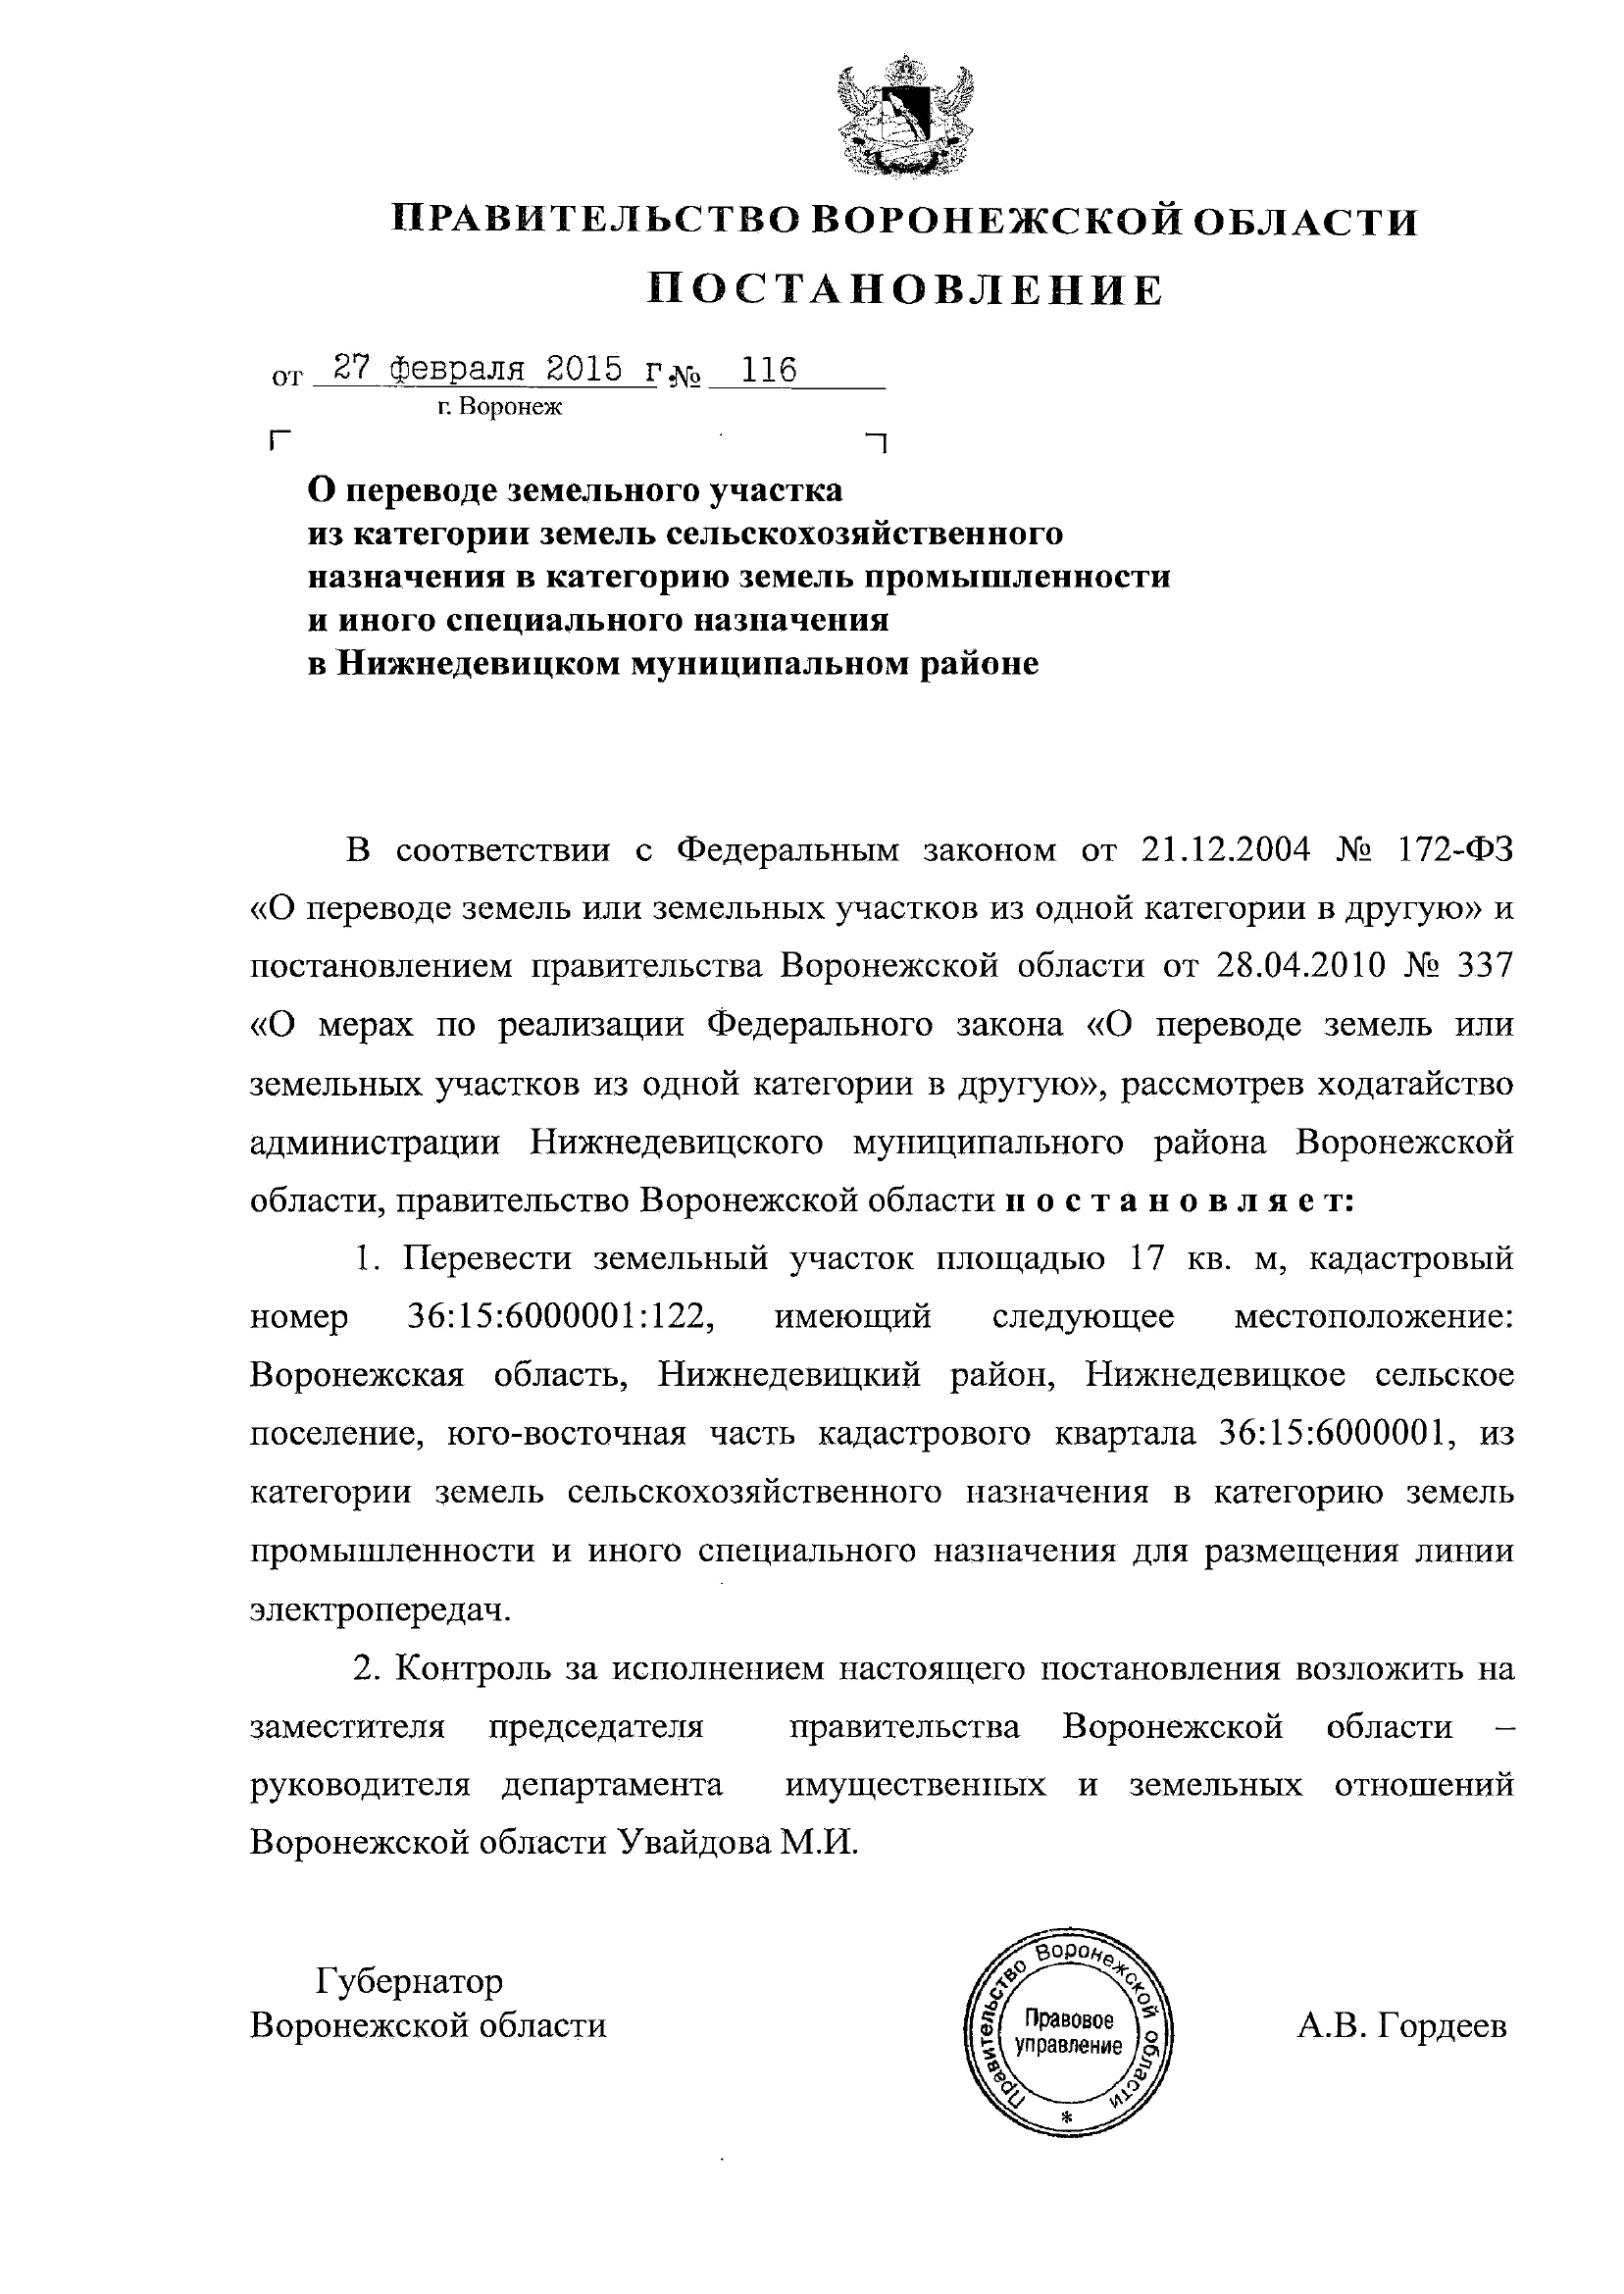 ПРАВИТЕЛЬСТВО ВОРОНЕЖСКОЙ ОБЛАСТИ
ПОСТАНОВЛЕНИЕ
от 27 февраля 2015 г. № 116
г. Воронеж
О переводе земельного участка
из категории земель сельскохозяйственного
назначения в категорию земель промышленности
и иного специального назначения
в Нижнедевицком муниципальном районе
В соответствии с Федеральным законом от 21.12.2004 № 172-ФЗ
«О переводе земель или земельных участков из одной категории в другую» и
постановлением правительства Воронежской области от 28.04.2010 № 337
«О мерах по реализации Федерального закона «О переводе земель или
земельных участков из одной категории в другую», рассмотрев ходатайство
администрации Нижнедевицского муниципального района Воронежской
области, правительство Воронежской области п о с т а н о в л я е т:
1. Перевести земельный участок площадью 17 кв. м, кадастровый
номер 36:15:6000001:122, имеющий следующее местоположение:
Воронежская область, Нижнедевицкий район, Нижнедевицкое сельское
поселение, юго-восточная часть кадастрового квартала 36:15:6000001, из
категории земель сельскохозяйственного назначения в категорию земель
промышленности и иного специального назначения для размещения линии
электропередач.
2. Контроль за исполнением настоящего постановления возложить на
заместителя председателя правительства Воронежской области –
руководителя департамента имущественных и земельных отношений
Воронежской области Увайдова М.И.
Губернатор
Воронежской области
Правительство Воронежской области
Правовое
управление
*
А.В. Гордеев